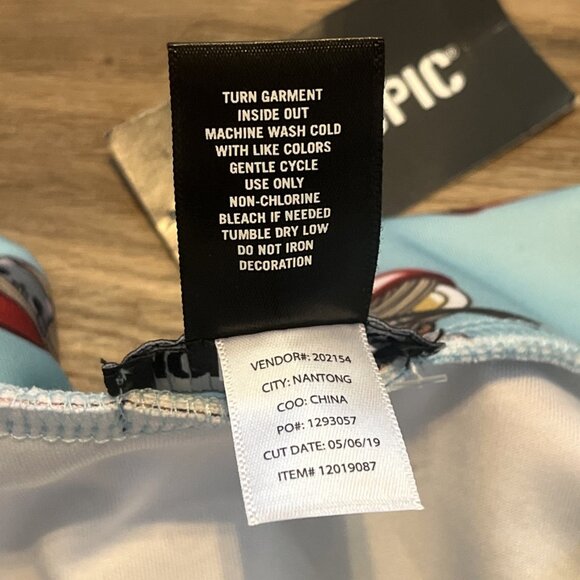 TURN GARMENT
INSIDE OUT
MACHINE WASH COLD
WITH LIKE COLORS
GENTLE CYCLE
USE ONLY
NON-CHLORINE
BLEACH IF NEEDED
TUMBLE DRY LOW
DO NOT IRON
DECORATION
VENDOR#: 202154
CITY: NANTONG
COO: CHINA
PO#: 1293057
CUT DATE: 05/06/19
ITEM# 12019087